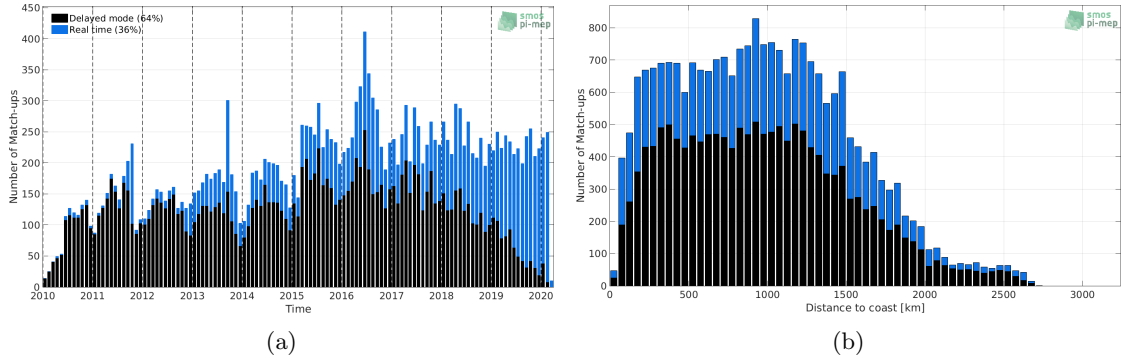 Delayed mode (64%)
Real time (36%)
smos
pi-mep
Number of Match-ups
450
400
350
300
250
200
150
100
50
0
2010 2011 2012 2013 2014 2015 2016 2017 2018 2019 2020
Time
(a)
smos
pi-mep
Number of Match-ups
800
700
600
500
400
300
200
100
0
0 500 1000 1500 2000 2500 3000
Distance to coast [km]
(b)